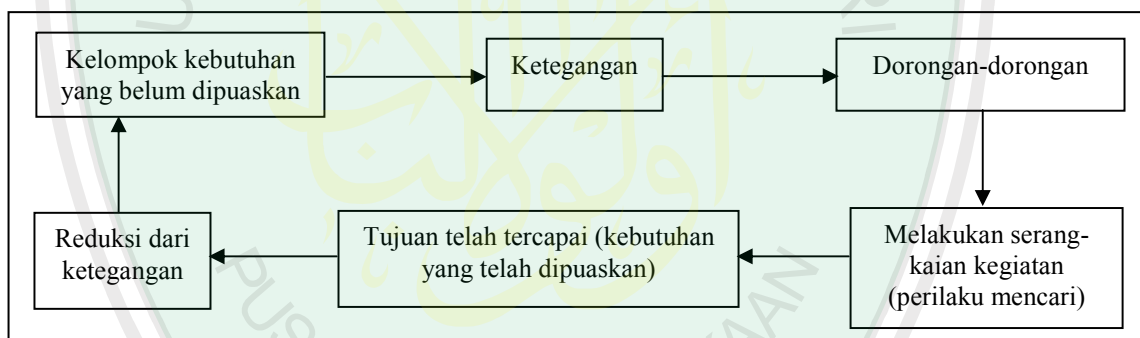 Kelompok kebutuhan
yang belum dipuaskan
Ketegangan
Dorongan-dorongan
Melakukan serang-
kaian kegiatan
(perilaku mencari)
Tujuan telah tercapai (kebutuhan
yang telah dipuaskan)
Reduksi dari
ketegangan